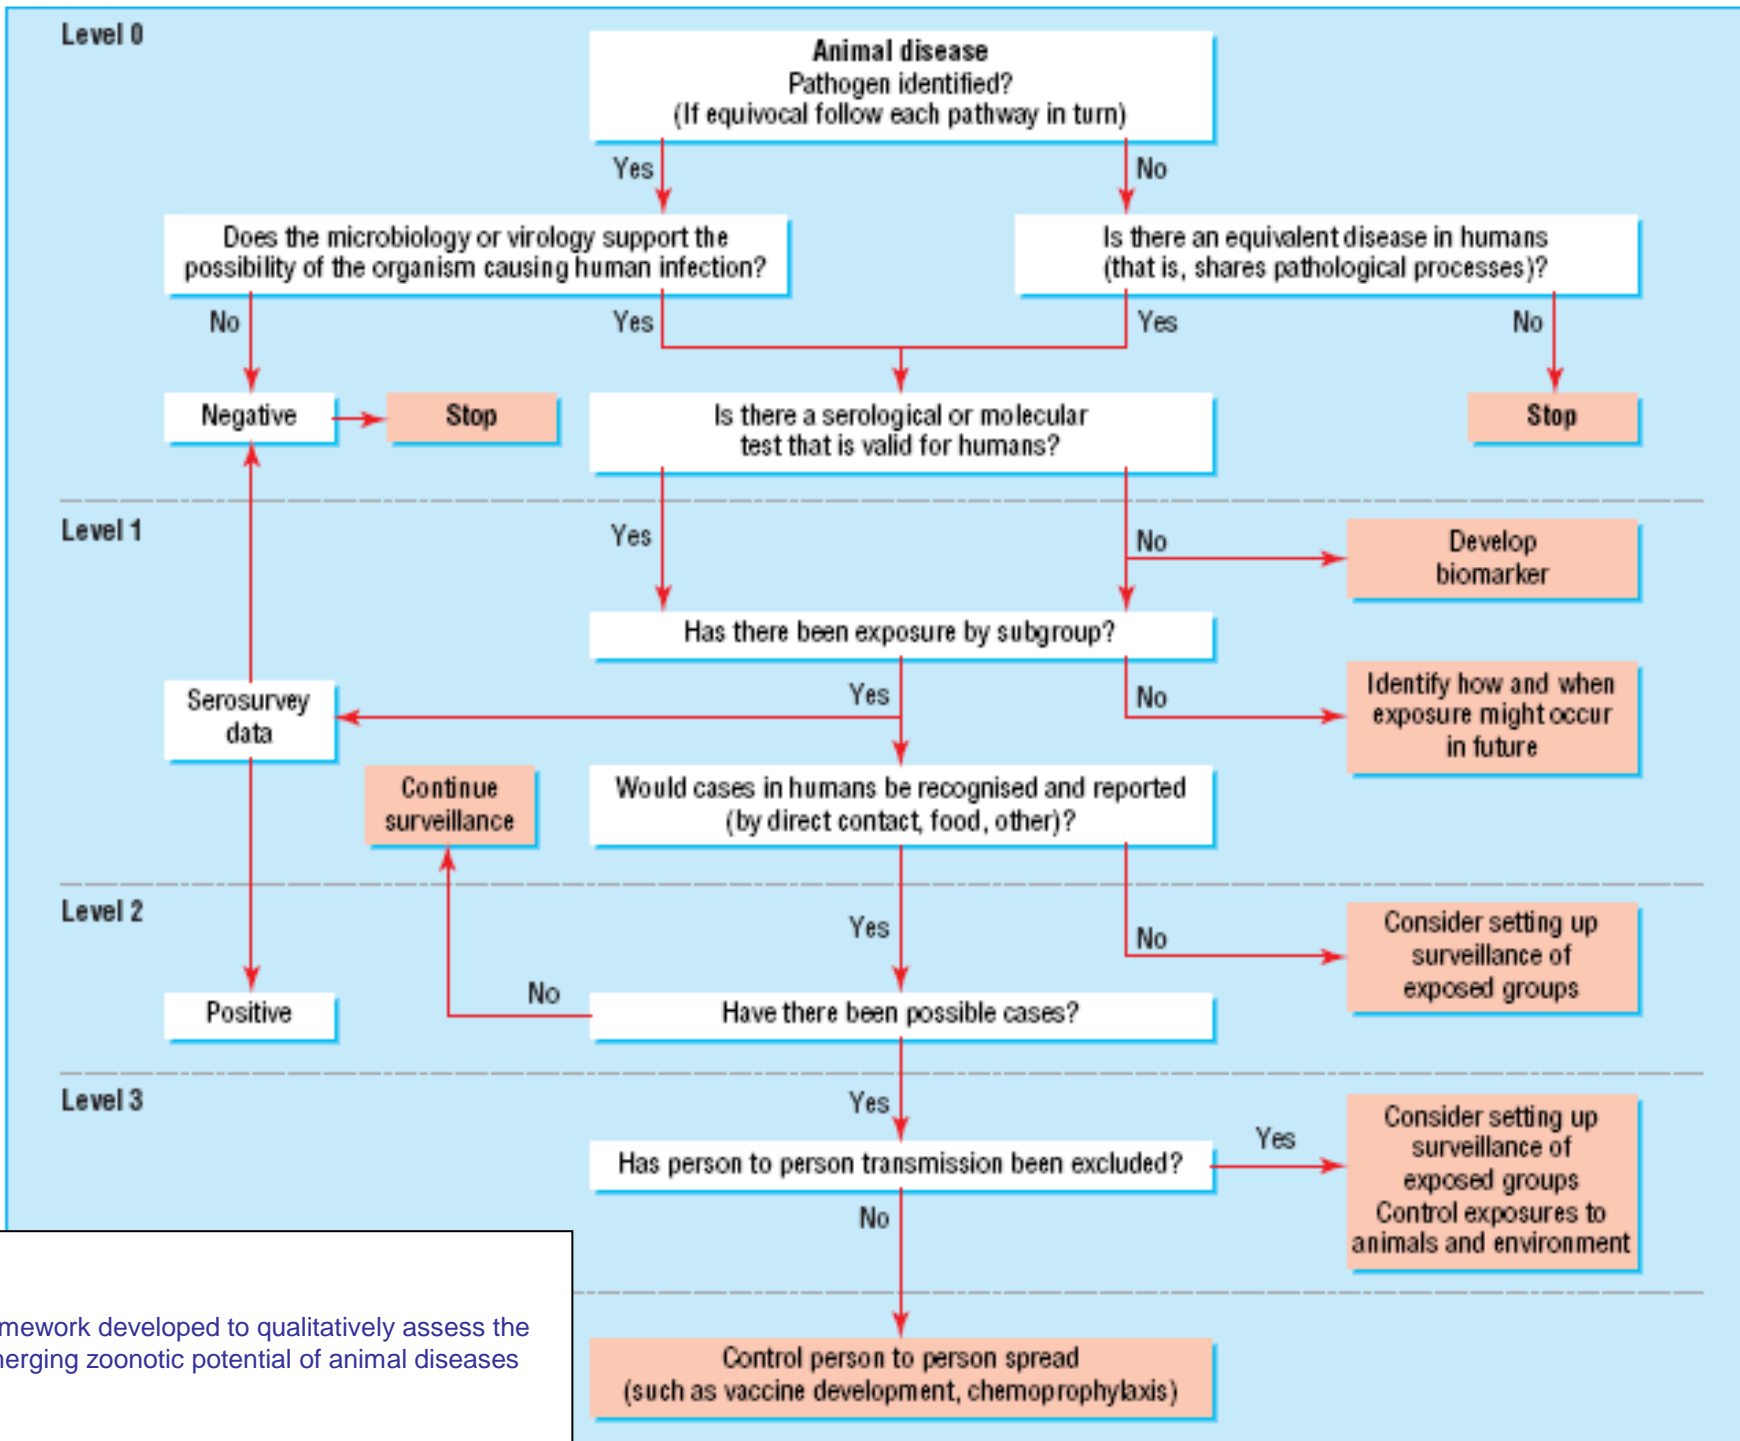 Level 0
Animal disease
Pathogen identified?
(If equivocal follow each pathway in turn)
Yes
No
Does the microbiology or virology support the
possibility of the organism causing human infection?
Is there an equivalent disease in humans
(that is, shares pathological processes)?
No
Yes
Yes
No
Negative
Stop
Is there a serological or molecular
test that is valid for humans?
Stop
Level 1
Yes
No
Develop
biomarker
Has there been exposure by subgroup?
Serosurvey
data
Yes
No
Identify how and when
exposure might occur
in future
Continue
surveillance
Would cases in humans be recognised and reported
(by direct contact, food, other)?
Level 2
Yes
No
Consider setting up
surveillance of
exposed groups
Positive
No
Have there been possible cases?
Level 3
Yes
Has person to person transmission been excluded?
Yes
Consider setting up
surveillance of
exposed groups
Control exposures to
animals and environment
No
developed to qualitatively assess the
zoonotic potential of animal diseases
Control person to person spread
(such as vaccine development, chemoprophylaxis)